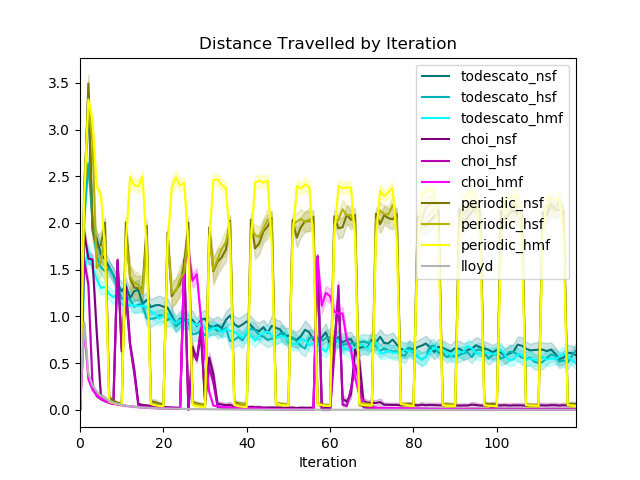 Distance Travelled by Iteration
3.5
3.0
2.5
2.0
1.5
1.0
0.5
0.0
0
20
40
60
80
100
Iteration
todescato_nsf
todescato_hsf
todescato_hmf
choi_nsf
choi_hsf
choi_hmf
periodic_nsf
periodic_hsf
periodic_hmf
lloyd